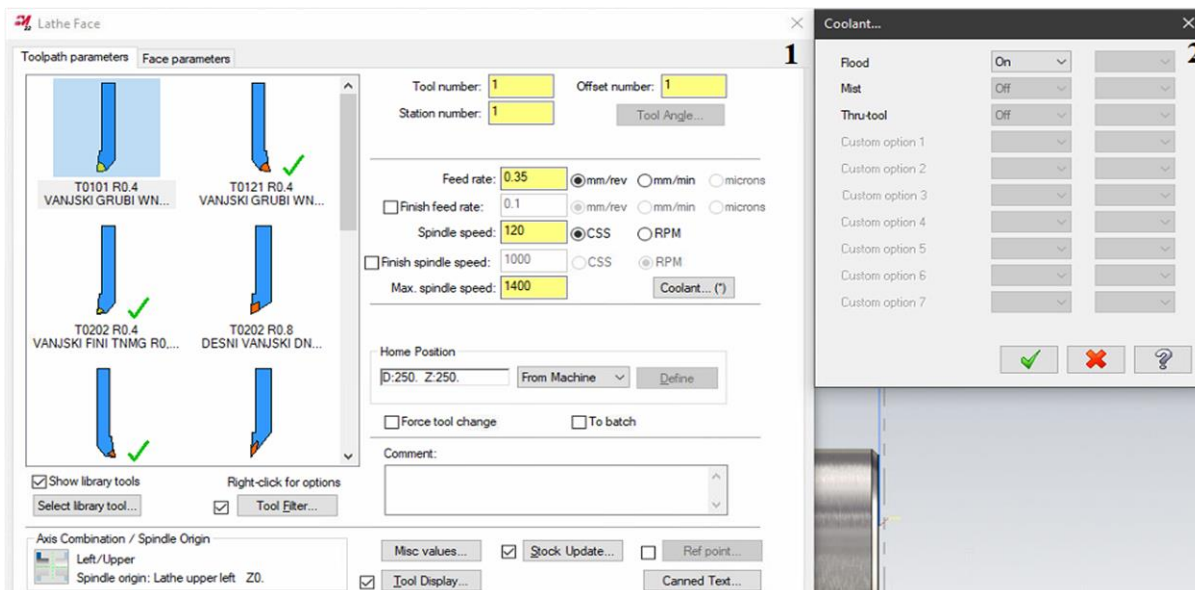 Lathe Face
Toolpath parameters Face parameters
1
T0101 R0.4
VANJSKI GRUBI WN...
T0121 R0.4
VANJSKI GRUBI WN...
T0202 R0.4
VANJSKI FINI TNMG R0,...
T0202 R0.8
DESNI VANJSKI DN...
Show library tools
Right-click for options
Select library tool...
Tool Filter...
Axis Combination / Spindle Origin
Left/Upper
Spindle origin: Lathe upper left Z0.
Tool number: 1 Offset number: 1
Station number: 1 Tool Angle...
Feed rate: 0.35 mm/rev mm/min microns
Finish feed rate: 0.1 mm/rev mm/min microns
Spindle speed: 120 CSS RPM
Finish spindle speed: 1000 CSS RPM
Max. spindle speed: 1400 Coolant... (*)
Home Position
D:250. Z:250. From Machine Define
Force tool change To batch
Comment:
Misc values... Stock Update... Ref point...
Tool Display... Canned Text...
Coolant...
2
Flood On
Mist Off
Thru-tool Off
Custom option 1
Custom option 2
Custom option 3
Custom option 4
Custom option 5
Custom option 6
Custom option 7